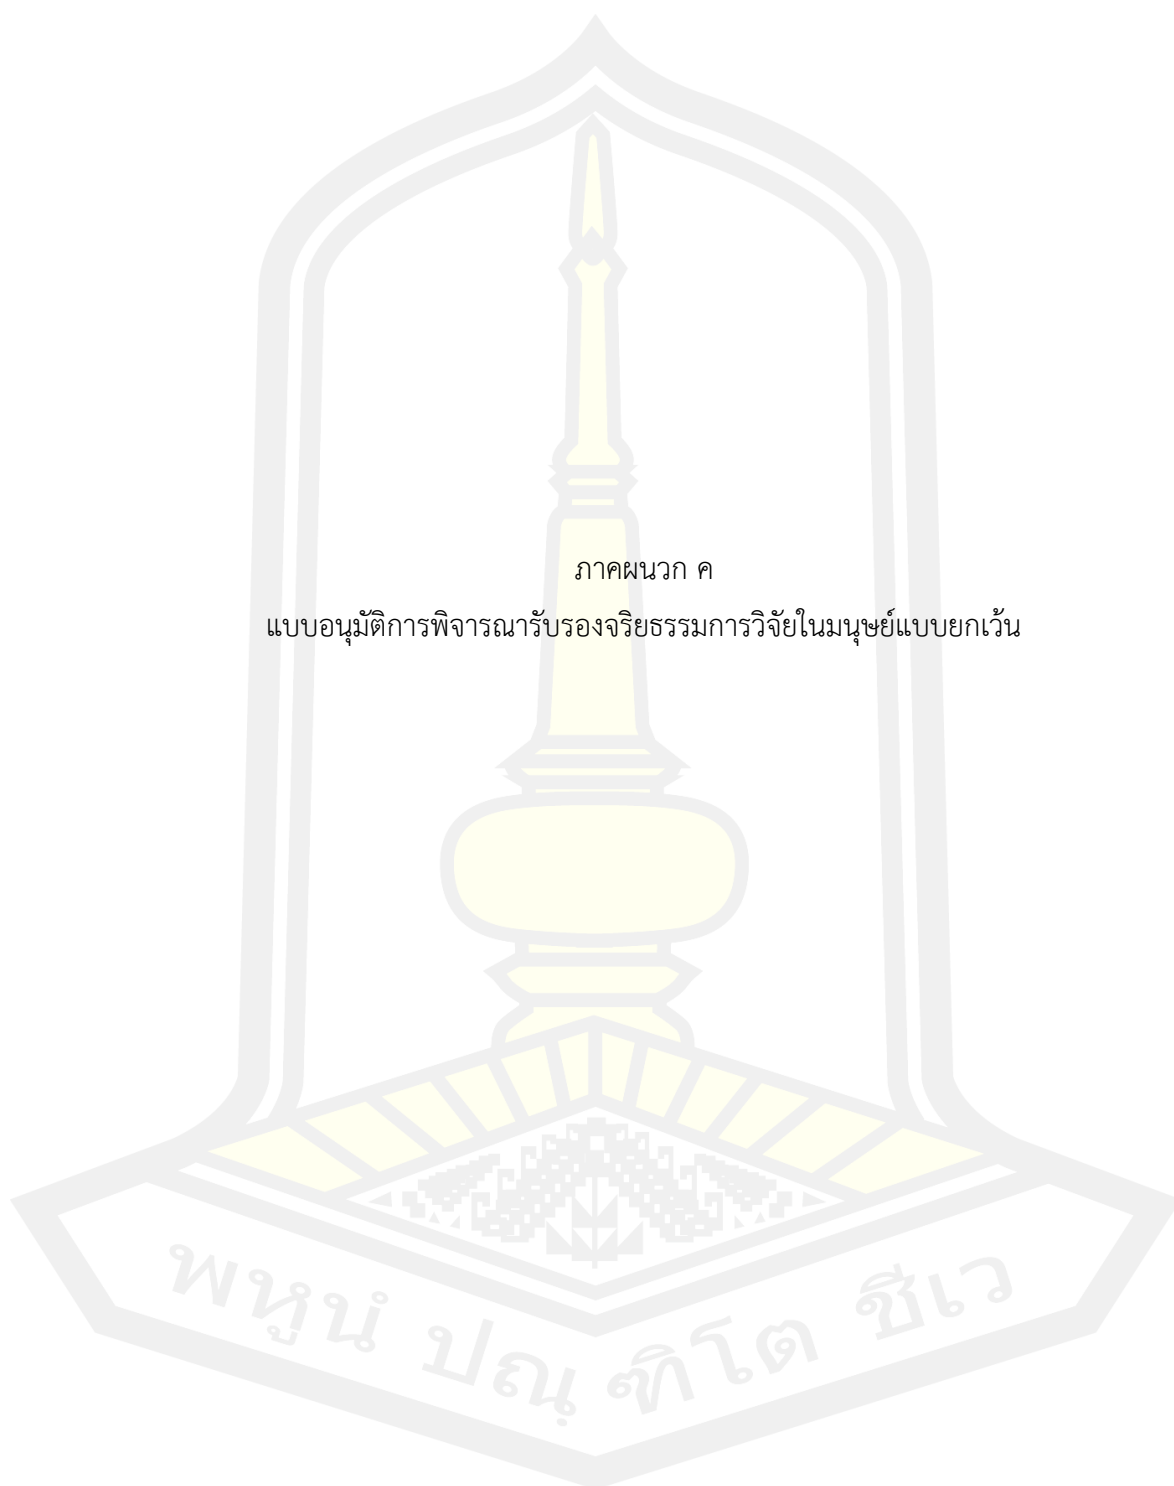 ภาคผนวก ค
แบบอนุมัติการพิจารณารับรองจริยธรรมการวิจัยในมนุษย์แบบยกเว้น
พหูนํ ปณฺฑิโต ชีเว